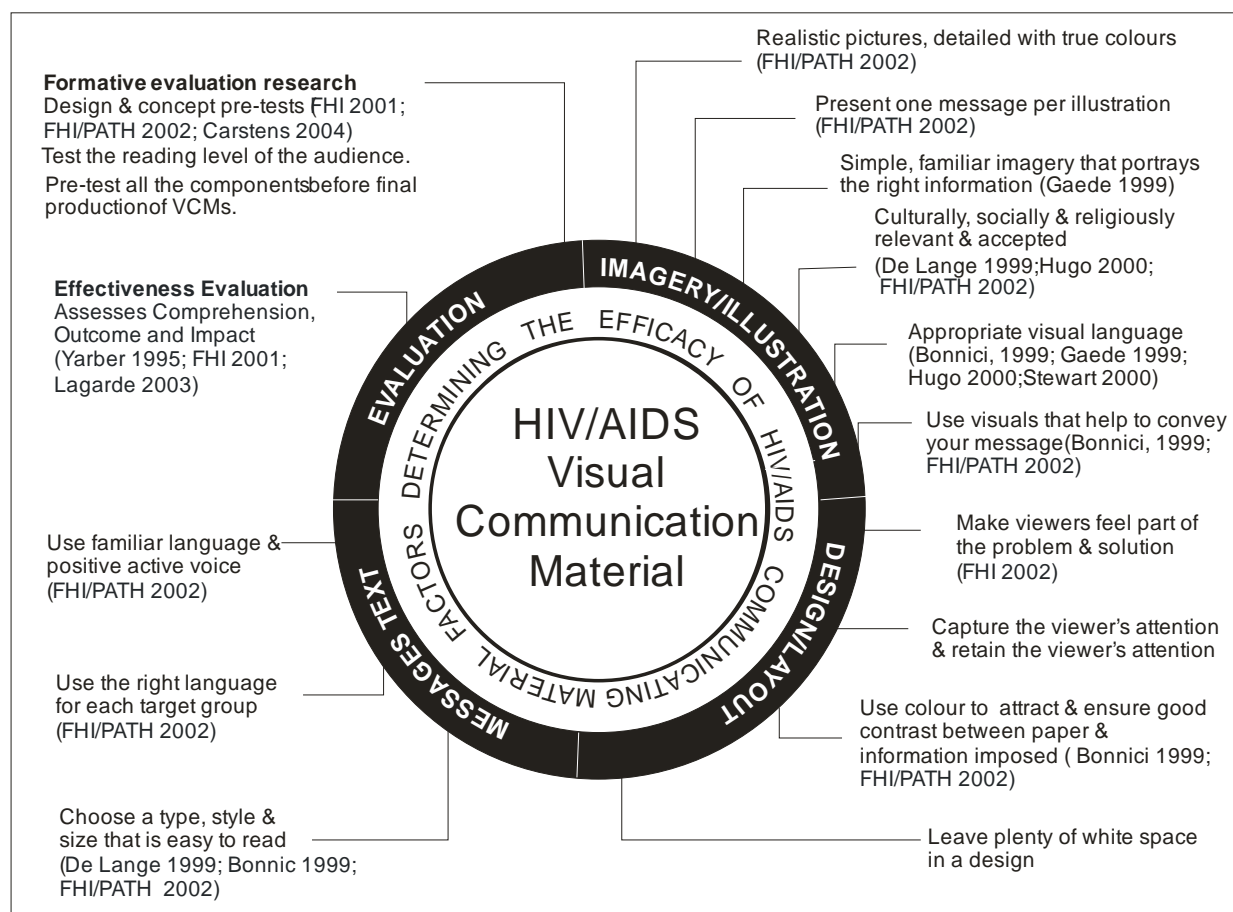 Formative evaluation research
Design & concept pre-tests (FHI 2001;
FHI/PATH 2002; Carstens 2004)
Test the reading level of the audience.
Pre-test all the componentsbefore final
productionof VCMs.
Effectiveness Evaluation
Assesses Comprehension,
Outcome and Impact
(Yarber 1995; FHI 2001;
Lagarde 2003)
Use familiar language &
positive active voice
(FHI/PATH 2002)
Use the right language
for each target group
(FHI/PATH 2002)
Choose a type, style &
size that is easy to read
(De Lange 1999; Bonnic 1999;
FHI/PATH 2002)
EVALUATION
IMAGERY/ILLUSTRATION
DESIGN/LAYOUT
MESSAGES TEXT
FACTORS DETERMINING THE EFFICACY OF HIV/AIDS COMMUNICATING MATERIAL
HIV/AIDS
Visual
Communication
Material
Realistic pictures, detailed with true colours
(FHI/PATH 2002)
Present one message per illustration
(FHI/PATH 2002)
Simple, familiar imagery that portrays
the right information (Gaede 1999)
Culturally, socially & religiously
relevant & accepted
(De Lange 1999;Hugo 2000;
FHI/PATH 2002)
Appropriate visual language
(Bonnici, 1999; Gaede 1999;
Hugo 2000;Stewart 2000)
Use visuals that help to convey
your message(Bonnici, 1999;
FHI/PATH 2002)
Make viewers feel part of
the problem & solution
(FHI 2002)
Capture the viewer's attention
& retain the viewer's attention
Use colour to attract & ensure good
contrast between paper &
information imposed ( Bonnici 1999;
FHI/PATH 2002)
Leave plenty of white space
in a design